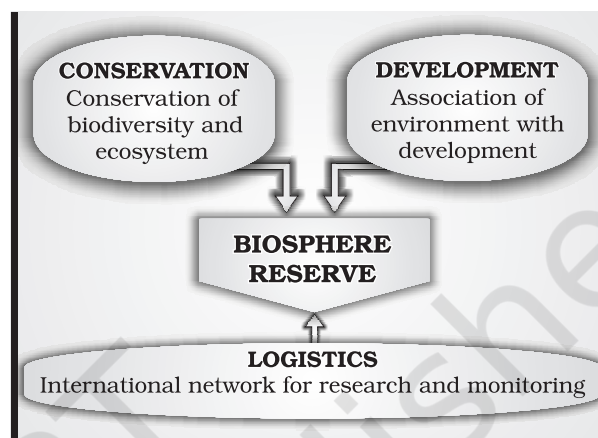 CONSERVATION
Conservation of
biodiversity and
ecosystem
DEVELOPMENT
Association of
environment with
development
BIOSPHERE
RESERVE
LOGISTICS
International network for research and monitoring